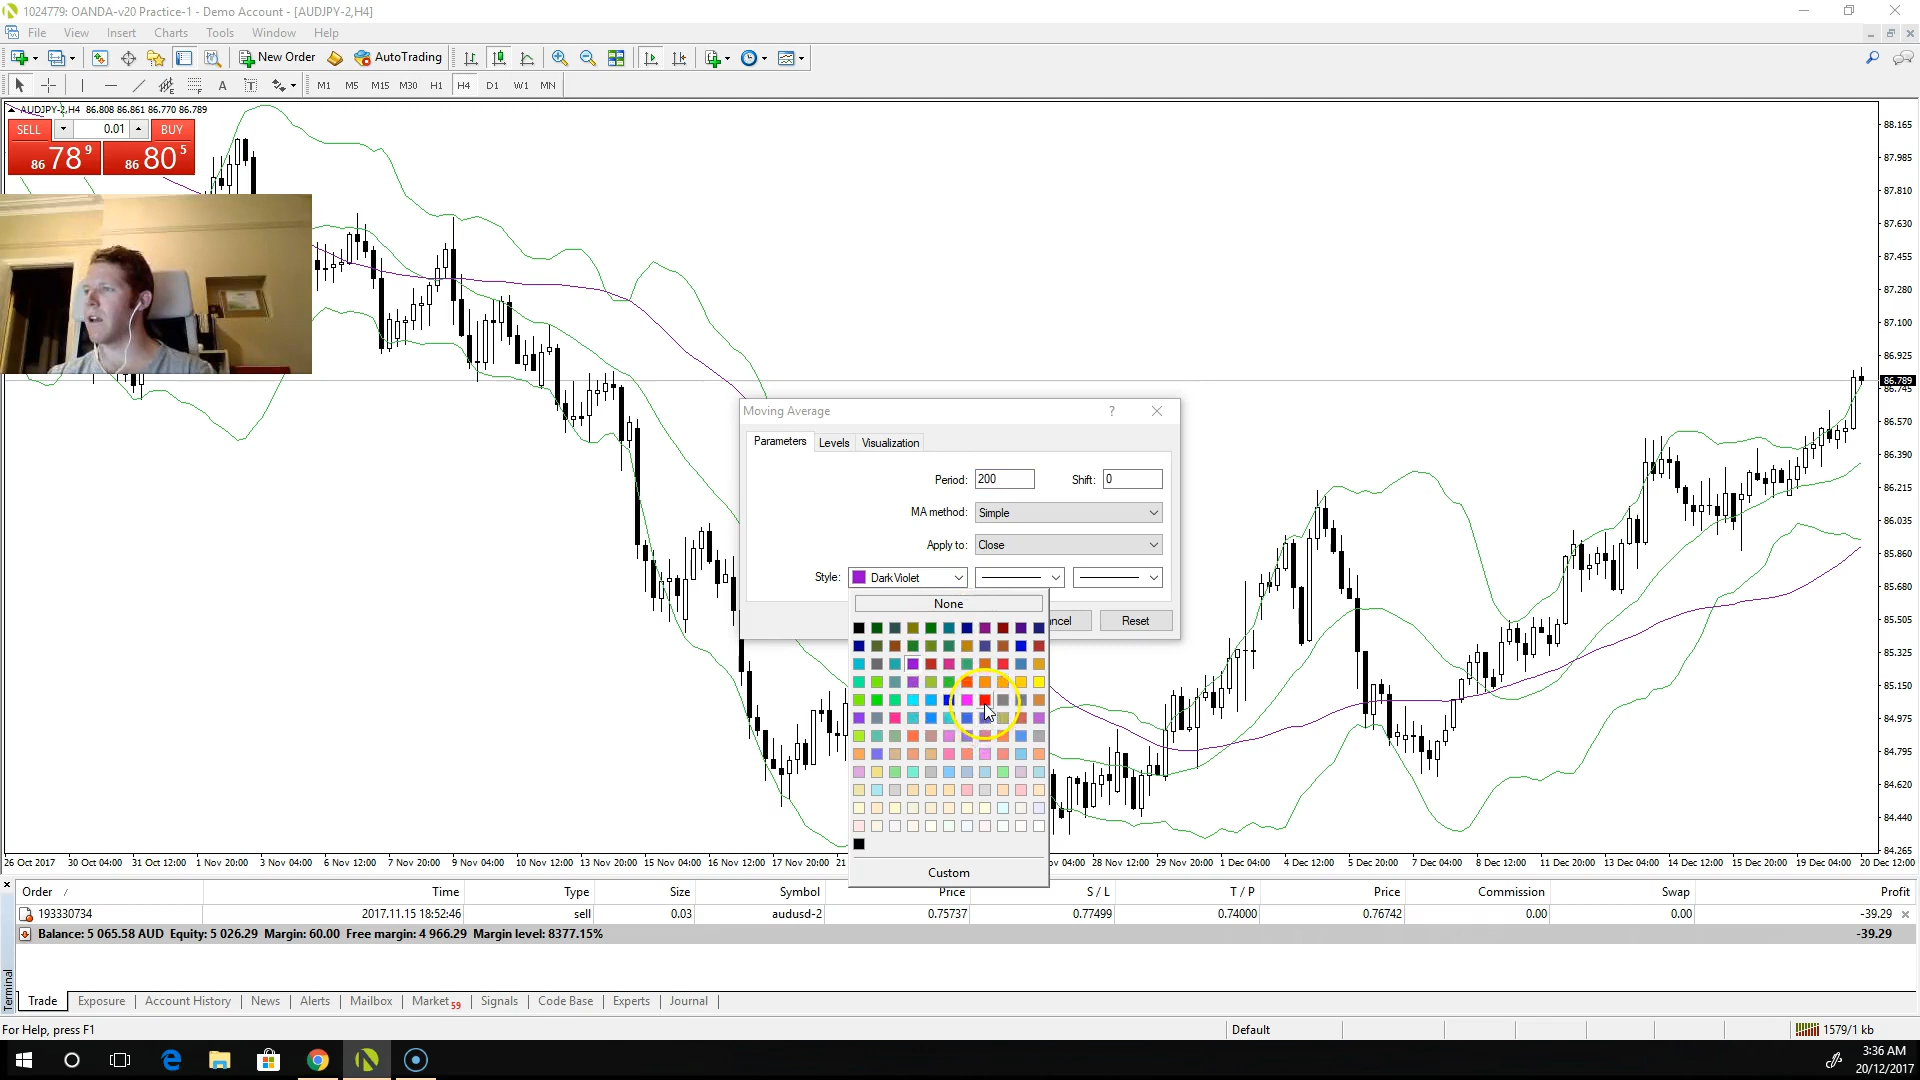 1024779: OANDA-v20 Practice-1 - Demo Account - [AUDJPY-2,H4]
File View Insert Charts Tools Window Help
New Order AutoTrading
A T M1 M5 M15 M30 H1 H4 D1 W1 MN
AUDJPY-2,H4 86.808 86.861 86.770 86.789
SELL 0.01 BUY
86 78 9 86 80 5
88.165
87.985
87.810
87.630
87.455
87.280
87.100
86.925
86.789
86.745
86.570
86.390
86.215
86.035
85.860
85.680
85.505
85.325
85.150
84.975
84.795
84.620
84.440
84.265
Moving Average ?
Parameters Levels Visualization
Period: 200 Shift: 0
MA method: Simple
Apply to: Close
Style: DarkViolet
None
ncel Reset
Custom
26 Oct 2017 30 Oct 04:00 31 Oct 12:00 1 Nov 20:00 3 Nov 04:00 6 Nov 12:00 7 Nov 20:00 9 Nov 04:00 10 Nov 12:00 13 Nov 20:00 15 Nov 04:00 16 Nov 12:00 17 Nov 20:00 21 ov 04:00 28 Nov 12:00 29 Nov 20:00 1 Dec 04:00 4 Dec 12:00 5 Dec 20:00 7 Dec 04:00 8 Dec 12:00 11 Dec 20:00 13 Dec 04:00 14 Dec 12:00 15 Dec 20:00 19 Dec 04:00 20 Dec 12:00
Order / Time Type Size Symbol Price S / L T / P Price Commission Swap Profit
193330734 2017.11.15 18:52:46 sell 0.03 audusd-2 0.75737 0.77499 0.74000 0.76742 0.00 0.00 -39.29
Balance: 5 065.58 AUD Equity: 5 026.29 Margin: 60.00 Free margin: 4 966.29 Margin level: 8377.15% -39.29
Terminal
Trade Exposure Account History News Alerts Mailbox Market 59 Signals Code Base Experts Journal
For Help, press F1 Default 1579/1 kb
3:36 AM
20/12/2017